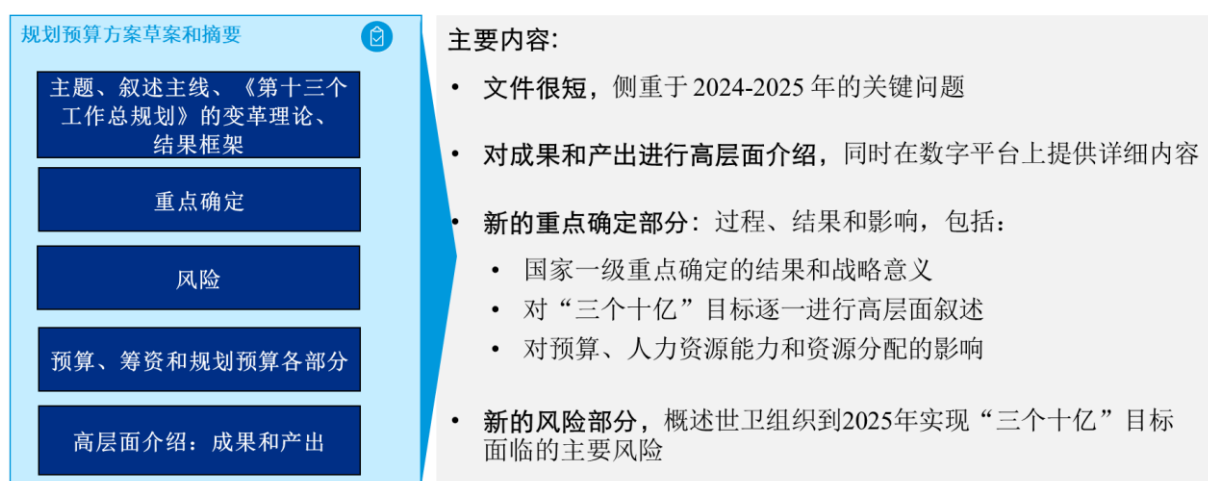 规划预算方案草案和摘要
主题、叙述主线、《第十三个
工作总规划》的变革理论、
结果框架
重点确定
风险
预算、筹资和规划预算各部分
高层面介绍：成果和产出
主要内容：
• 文件很短，侧重于 2024-2025 年的关键问题
• 对成果和产出进行高层面介绍，同时在数字平台上提供详细内容
• 新的重点确定部分：过程、结果和影响，包括：
• 国家一级重点确定的结果和战略意义
• 对“三个十亿”目标逐一进行高层面叙述
• 对预算、人力资源能力和资源分配的影响
• 新的风险部分，概述世卫组织到2025年实现“三个十亿”目标
面临的主要风险